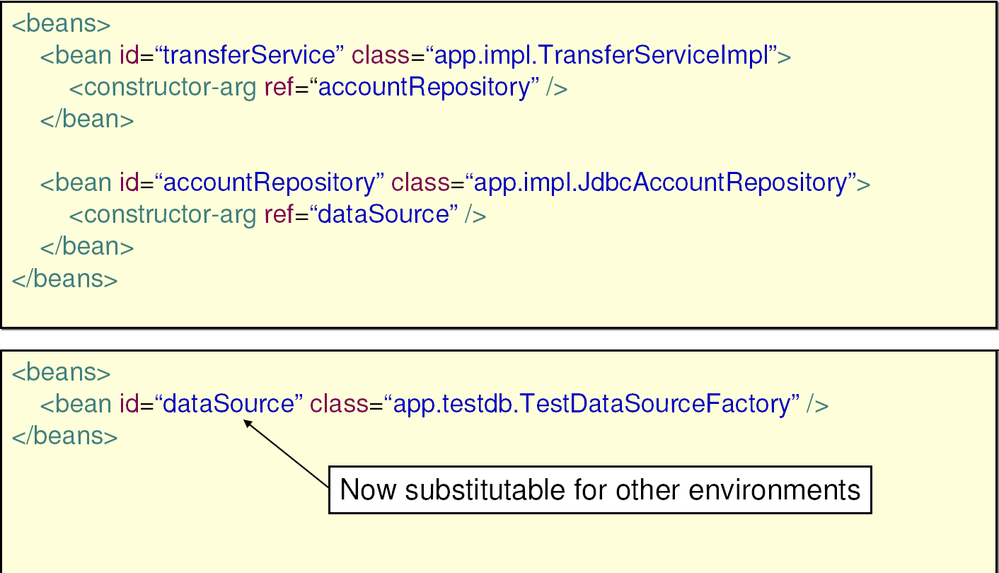 <beans>
<bean id=“transferService” class=“app.impl.TransferServiceImpl”>
<constructor-arg ref=“accountRepository” />
</bean>
<bean id=“accountRepository” class=“app.impl.JdbcAccountRepository”>
<constructor-arg ref=“dataSource” />
</bean>
</beans>
<beans>
<bean id=“dataSource” class=“app.testdb.TestDataSourceFactory” />
</beans>
Now substitutable for other environments